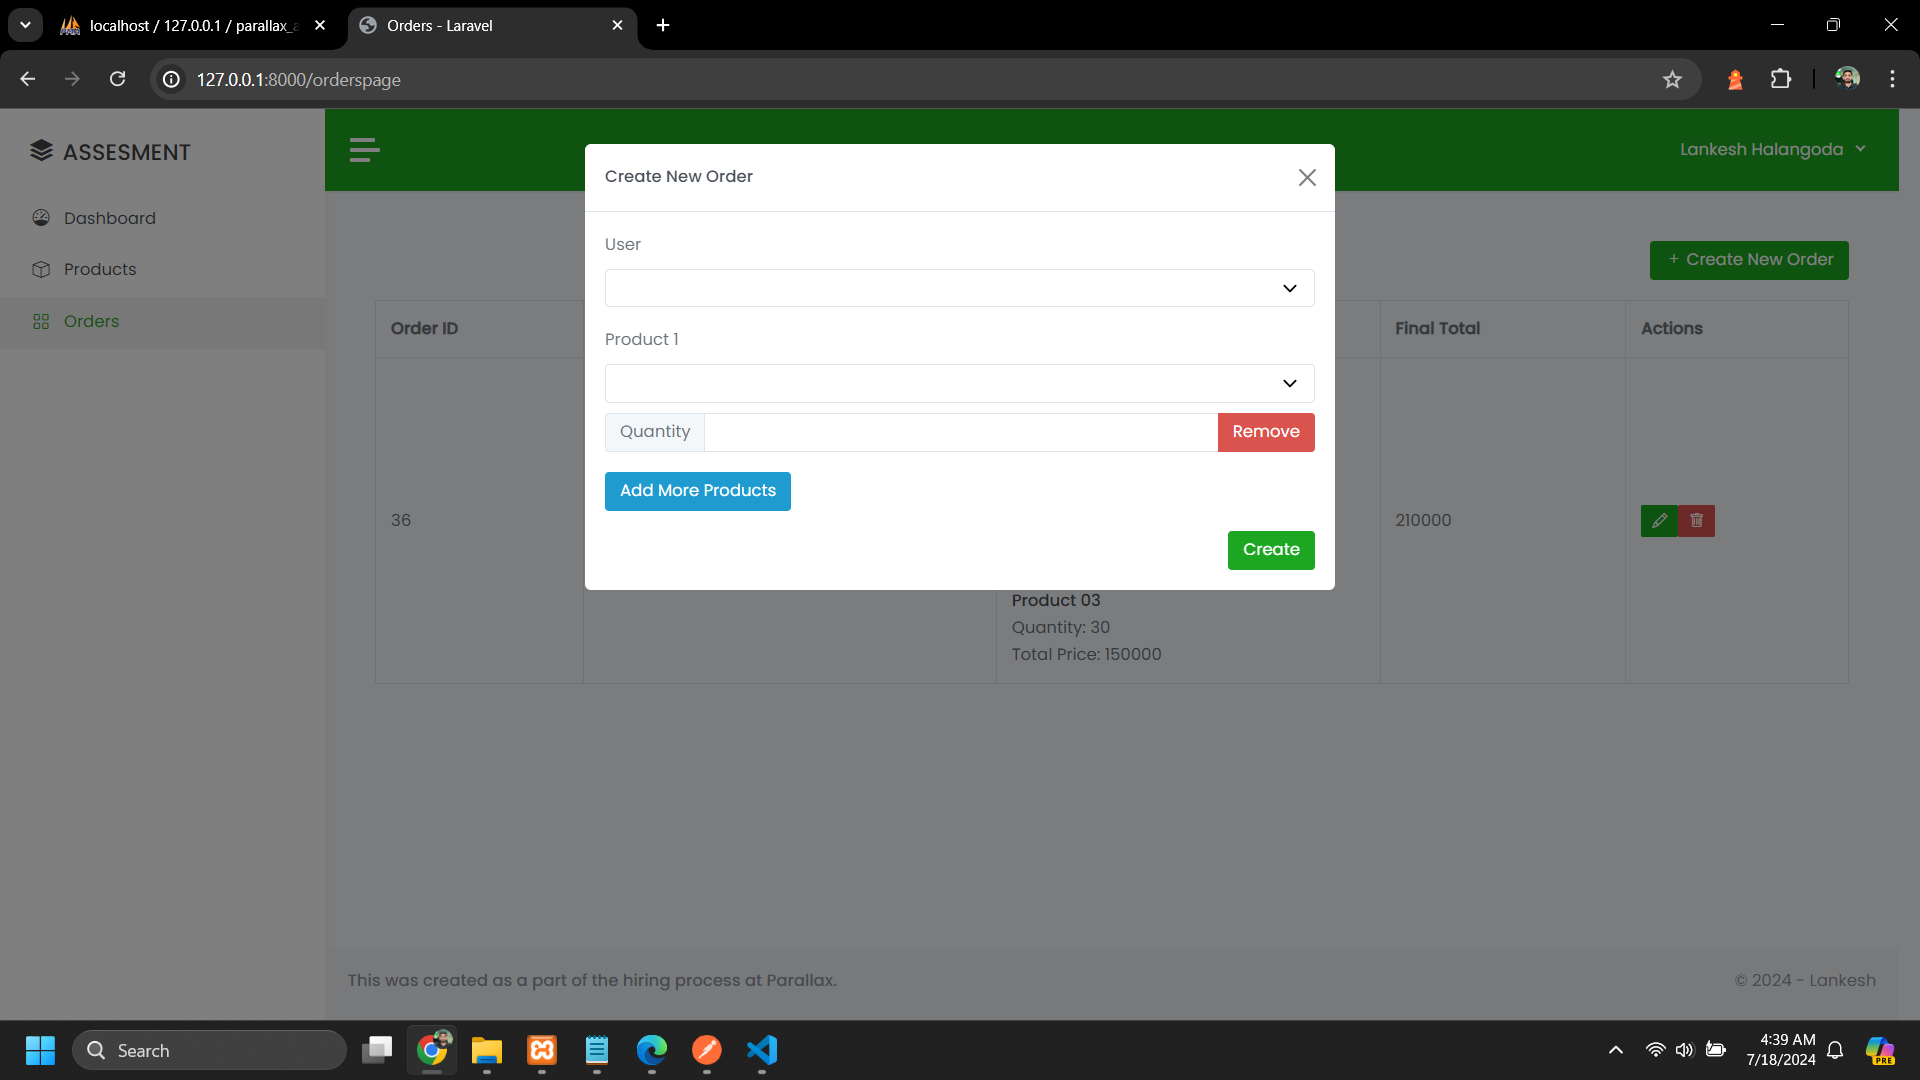 localhost / 127.0.0.1 / parallax_a
Orders - Laravel
127.0.0.1:8000/orderspage
ASSESMENT
Lankesh Halangoda
Dashboard
Products
Orders
Create New Order
User
Product 1
Quantity
Remove
Add More Products
Create
+ Create New Order
Order ID
Final Total
Actions
36
210000
Product 03
Quantity: 30
Total Price: 150000
This was created as a part of the hiring process at Parallax.
© 2024 - Lankesh
Search
4:39 AM
7/18/2024
PRE